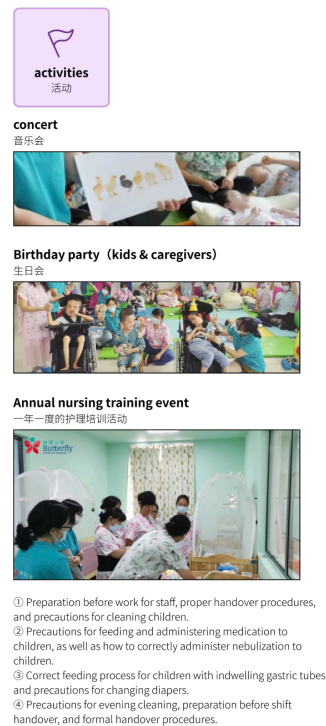 activities
活动
concert
音乐会
Birthday party（kids & caregivers）
生日会
Annual nursing training event
一年一度的护理培训活动
Butterfly
① Preparation before work for staff, proper handover procedures,
and precautions for cleaning children.
② Precautions for feeding and administering medication to
children, as well as how to correctly administer nebulization to
children.
③ Correct feeding process for children with indwelling gastric tubes
and precautions for changing diapers.
④ Precautions for evening cleaning, preparation before shift
handover, and formal handover procedures.